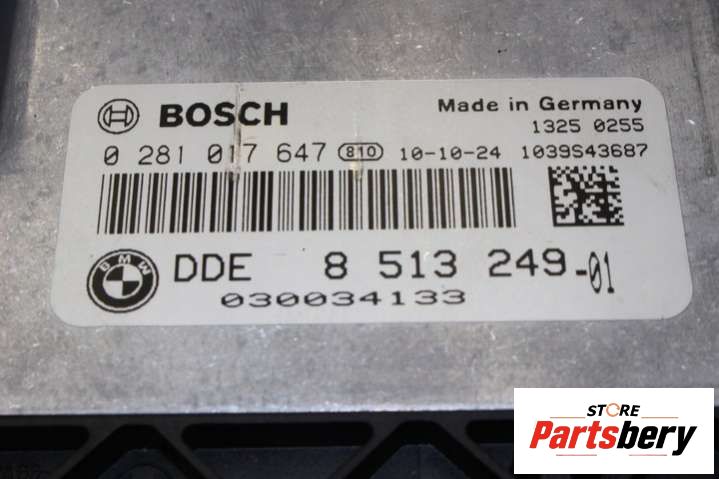 BOSCH Made in Germany
1325 0255
0 281 017 647 810 10-10-24 1039S43687
BMW DDE 8 513 249-01
030034133
STORE
Partsbery